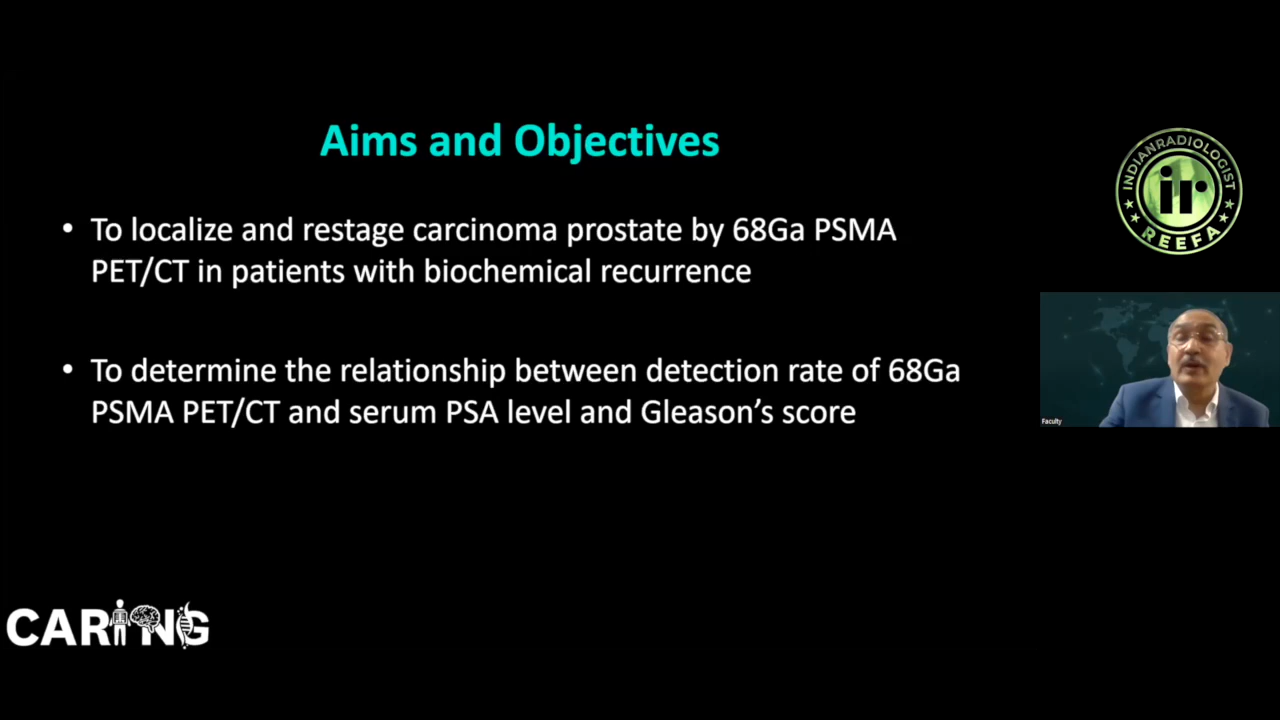 Aims and Objectives
• To localize and restage carcinoma prostate by 68Ga PSMA
PET/CT in patients with biochemical recurrence
• To determine the relationship between detection rate of 68Ga
PSMA PET/CT and serum PSA level and Gleason’s score
INDIANRADIOLOGIST
ir
REEFA
Faculty
CARING